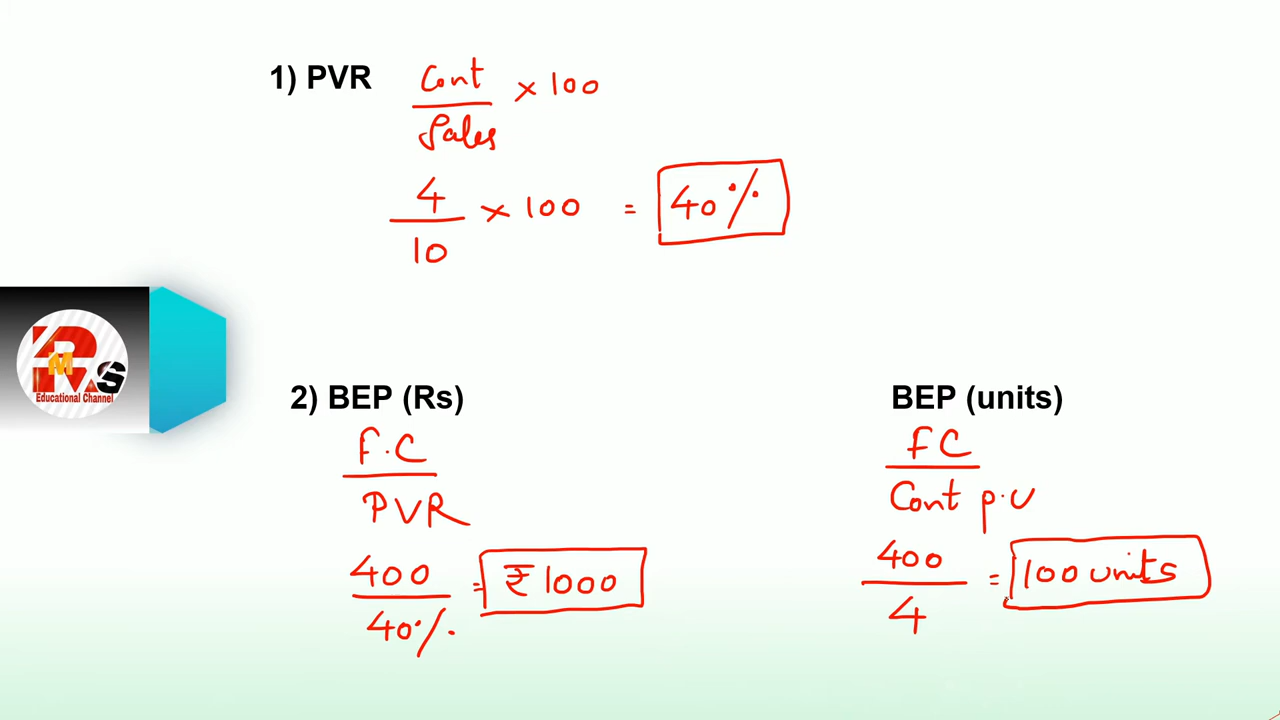 1) PVR Cont / Sales × 100
4 / 10 × 100 = 40%
PMS
Educational Channel
2) BEP (Rs)
F.C
PVR
400 / 40% = ₹ 1000
BEP (units)
FC
Cont p.U
400 / 4 = 100 units